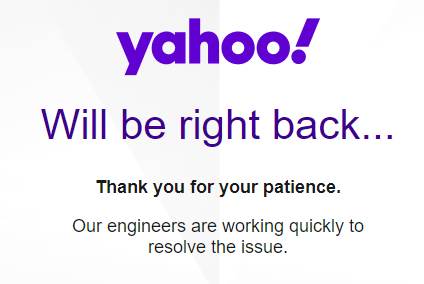 yahoo!
Will be right back...
Thank you for your patience.
Our engineers are working quickly to
resolve the issue.